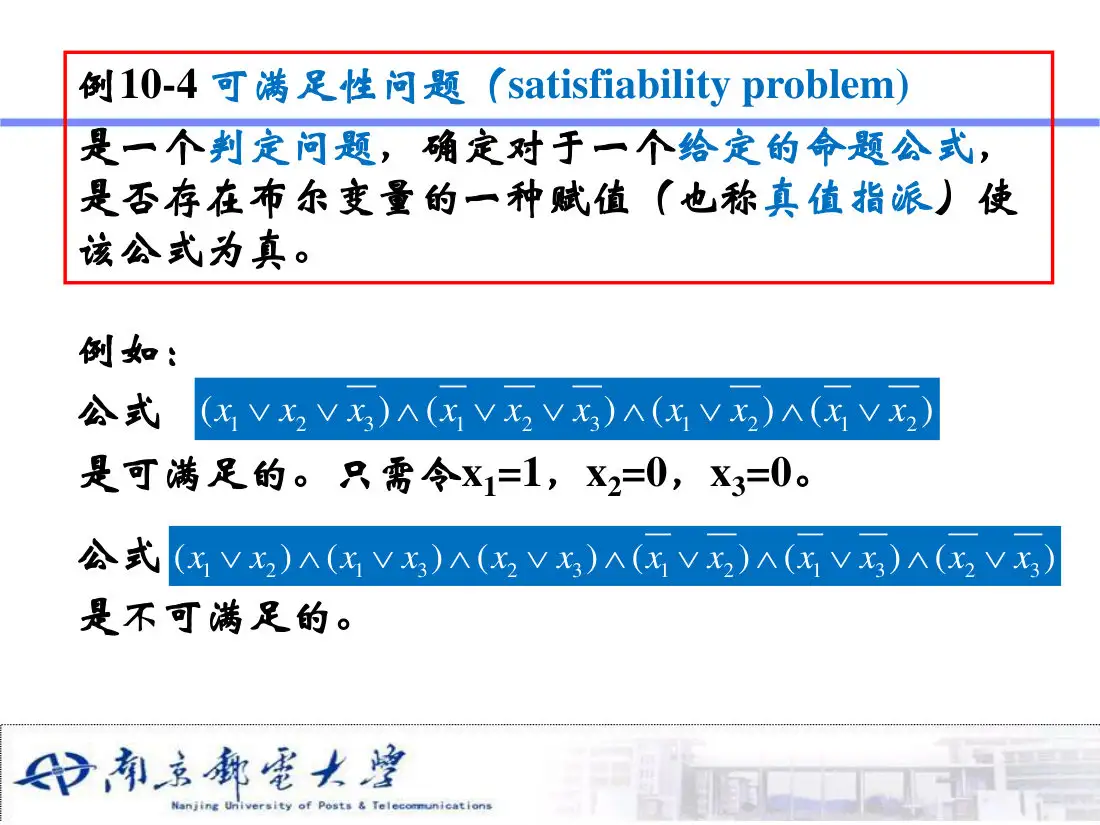 例10-4 可满足性问题（satisfiability problem)
是一个判定问题，确定对于一个给定的命题公式，
是否存在布尔变量的一种赋值（也称真值指派）使
该公式为真。
例如：
公式 (x₁ ∨ x₂ ∨ x̅₃) ∧ (x̅₁ ∨ x̅₂ ∨ x̅₃) ∧ (x₁ ∨ x̅₂) ∧ (x̅₁ ∨ x̅₂)
是可满足的。只需令x₁=1，x₂=0，x₃=0。
公式 (x₁ ∨ x₂) ∧ (x₁ ∨ x₃) ∧ (x₂ ∨ x₃) ∧ (x̅₁ ∨ x̅₂) ∧ (x̅₁ ∨ x̅₃) ∧ (x̅₂ ∨ x̅₃)
是不可满足的。
南京郵電大學
Nanjing University of Posts & Telecommunications